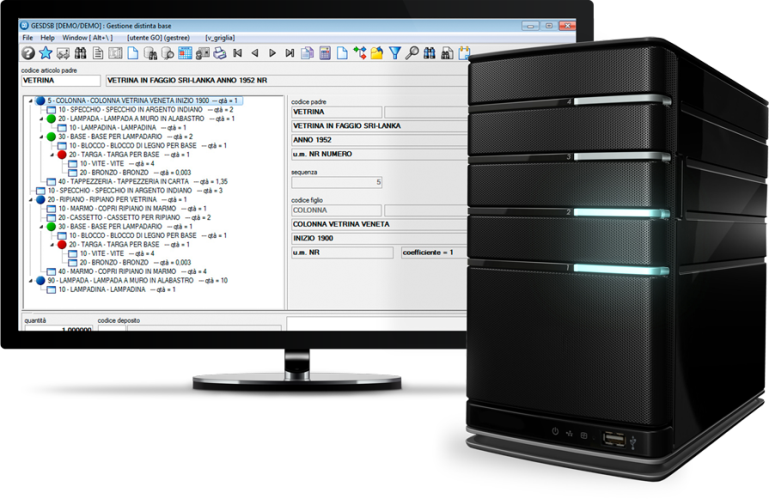 GESDSB [DEMO/DEMO] : Gestione distinta base
File Help Window [ Alt+\ ] [utente GO] (gestree) [v_griglia]
codice articolo padre
VETRINA VETRINA IN FAGGIO SRI-LANKA ANNO 1952 NR
5 - COLONNA - COLONNA VETRINA VENETA INIZIO 1900 --- qtà = 1
10 - SPECCHIO - SPECCHIO IN ARGENTO INDIANO --- qtà = 2
20 - LAMPADA - LAMPADA A MURO IN ALABASTRO --- qtà = 1
10 - LAMPADINA - LAMPADINA --- qtà = 1
30 - BASE - BASE PER LAMPADARIO --- qtà = 2
10 - BLOCCO - BLOCCO DI LEGNO PER BASE --- qtà = 1
20 - TARGA - TARGA PER BASE --- qtà = 1
10 - VITE - VITE --- qtà = 4
20 - BRONZO - BRONZO --- qtà = 0,003
40 - TAPPEZZERIA - TAPPEZZERIA IN CARTA --- qtà = 1,35
10 - SPECCHIO - SPECCHIO IN ARGENTO INDIANO --- qtà = 3
20 - RIPIANO - RIPIANO PER VETRINA --- qtà = 1
10 - MARMO - COPRI RIPIANO IN MARMO --- qtà = 1
20 - CASSETTO - CASSETTO PER RIPIANO --- qtà = 2
30 - BASE - BASE PER LAMPADARIO --- qtà = 1
10 - BLOCCO - BLOCCO DI LEGNO PER BASE --- qtà = 1
20 - TARGA - TARGA PER BASE --- qtà = 1
10 - VITE - VITE --- qtà = 4
20 - BRONZO - BRONZO --- qtà = 0,003
40 - MARMO - COPRI RIPIANO IN MARMO --- qtà = 4
90 - LAMPADA - LAMPADA A MURO IN ALABASTRO --- qtà = 10
10 - LAMPADINA - LAMPADINA --- qtà = 1
codice padre
VETRINA
VETRINA IN FAGGIO SRI-LANKA
ANNO 1952
u.m. NR NUMERO
sequenza
5
codice figlio
COLONNA
COLONNA VETRINA VENETA
INIZIO 1900
u.m. NR coefficiente = 1
quantità codice deposito
1,000000
4
3
2
1